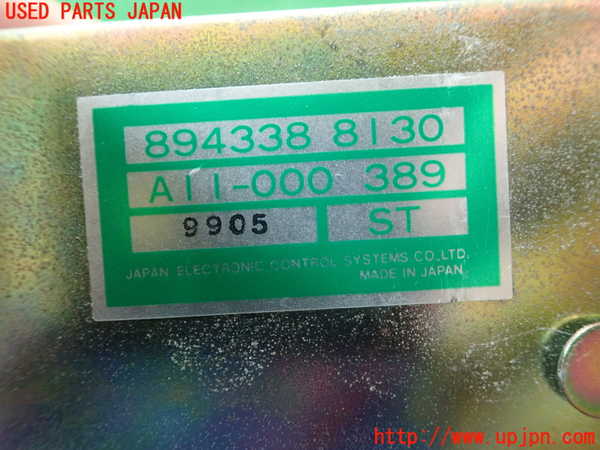 USED PARTS JAPAN
894338 8130
A11-000 389
9905 ST
JAPAN ELECTRONIC CONTROL SYSTEMS CO.,LTD.
MADE IN JAPAN
http://www.upjpn.com/